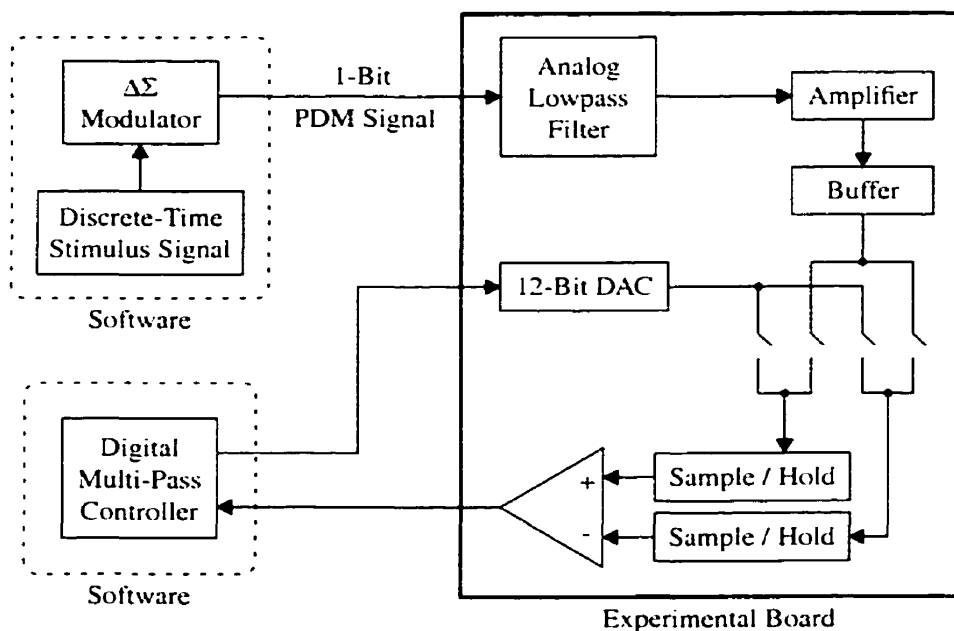 ΔΣ
Modulator
Discrete-Time
Stimulus Signal
Software
1-Bit
PDM Signal
Analog
Lowpass
Filter
Amplifier
Buffer
12-Bit DAC
Digital
Multi-Pass
Controller
Software
+
-
Sample / Hold
Sample / Hold
Experimental Board